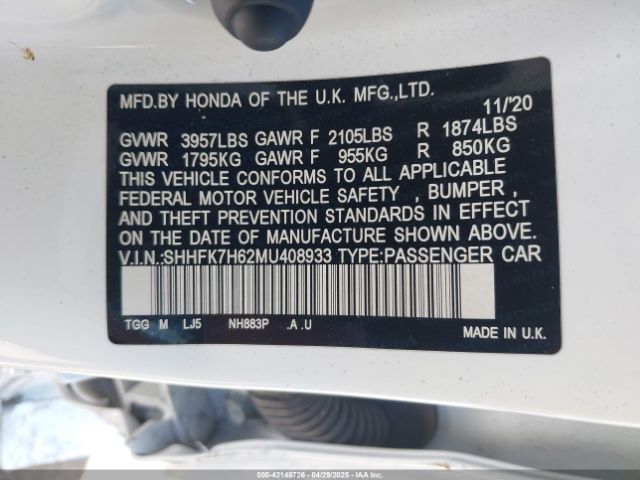 MFD.BY HONDA OF THE U.K. MFG.,LTD.
11/'20
GVWR 3957LBS GAWR F 2105LBS R 1874LBS
GVWR 1795KG GAWR F 955KG R 850KG
THIS VEHICLE CONFORMS TO ALL APPLICABLE
FEDERAL MOTOR VEHICLE SAFETY , BUMPER ,
AND THEFT PREVENTION STANDARDS IN EFFECT
ON THE DATE OF MANUFACTURE SHOWN ABOVE.
V.I.N.:SHHFK7H62MU408933 TYPE:PASSENGER CAR
TGG M LJ5 NH883P .A .U
MADE IN U.K.
000-42148726 - 04/29/2025 - IAA Inc.